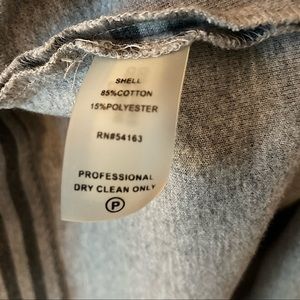 SHELL
85%COTTON
15%POLYESTER
RN#54163
PROFESSIONAL
DRY CLEAN ONLY
P